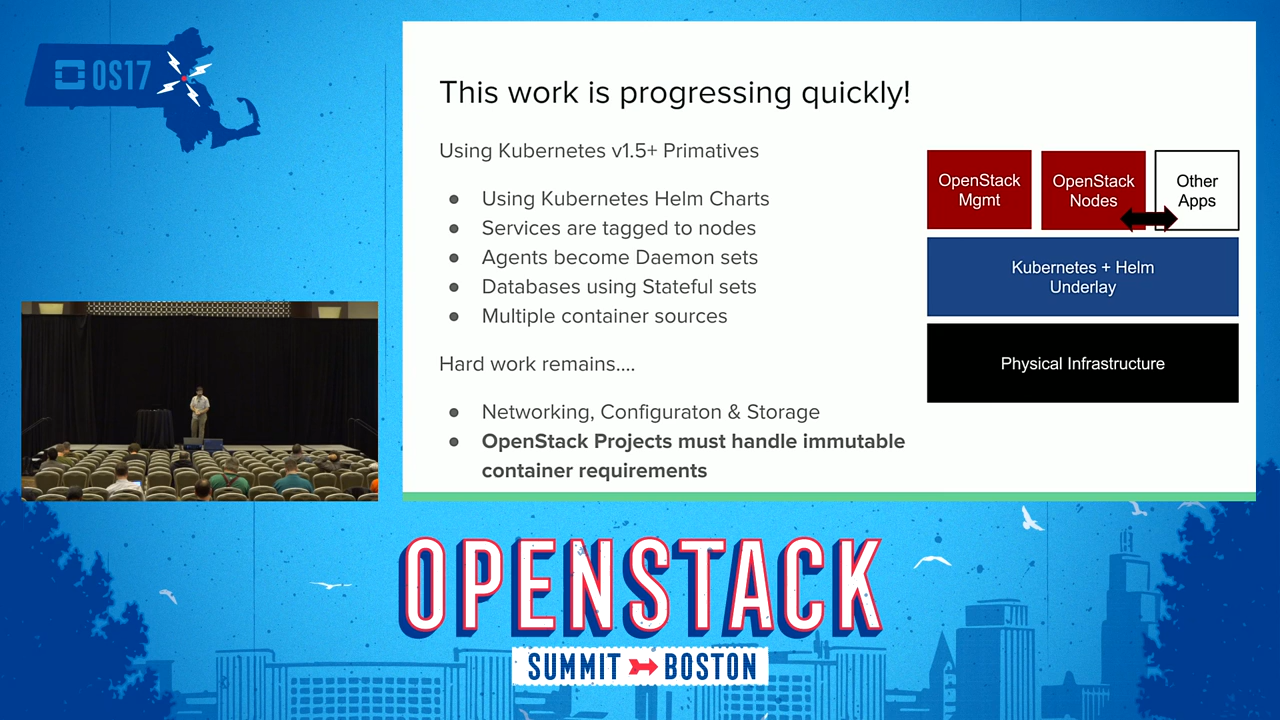 OS17
This work is progressing quickly!
Using Kubernetes v1.5+ Primatives
● Using Kubernetes Helm Charts
● Services are tagged to nodes
● Agents become Daemon sets
● Databases using Stateful sets
● Multiple container sources
Hard work remains....
● Networking, Configuraton & Storage
● OpenStack Projects must handle immutable
container requirements
OpenStack
Mgmt
OpenStack
Nodes
Other
Apps
Kubernetes + Helm
Underlay
Physical Infrastructure
OPENSTACK
SUMMIT BOSTON